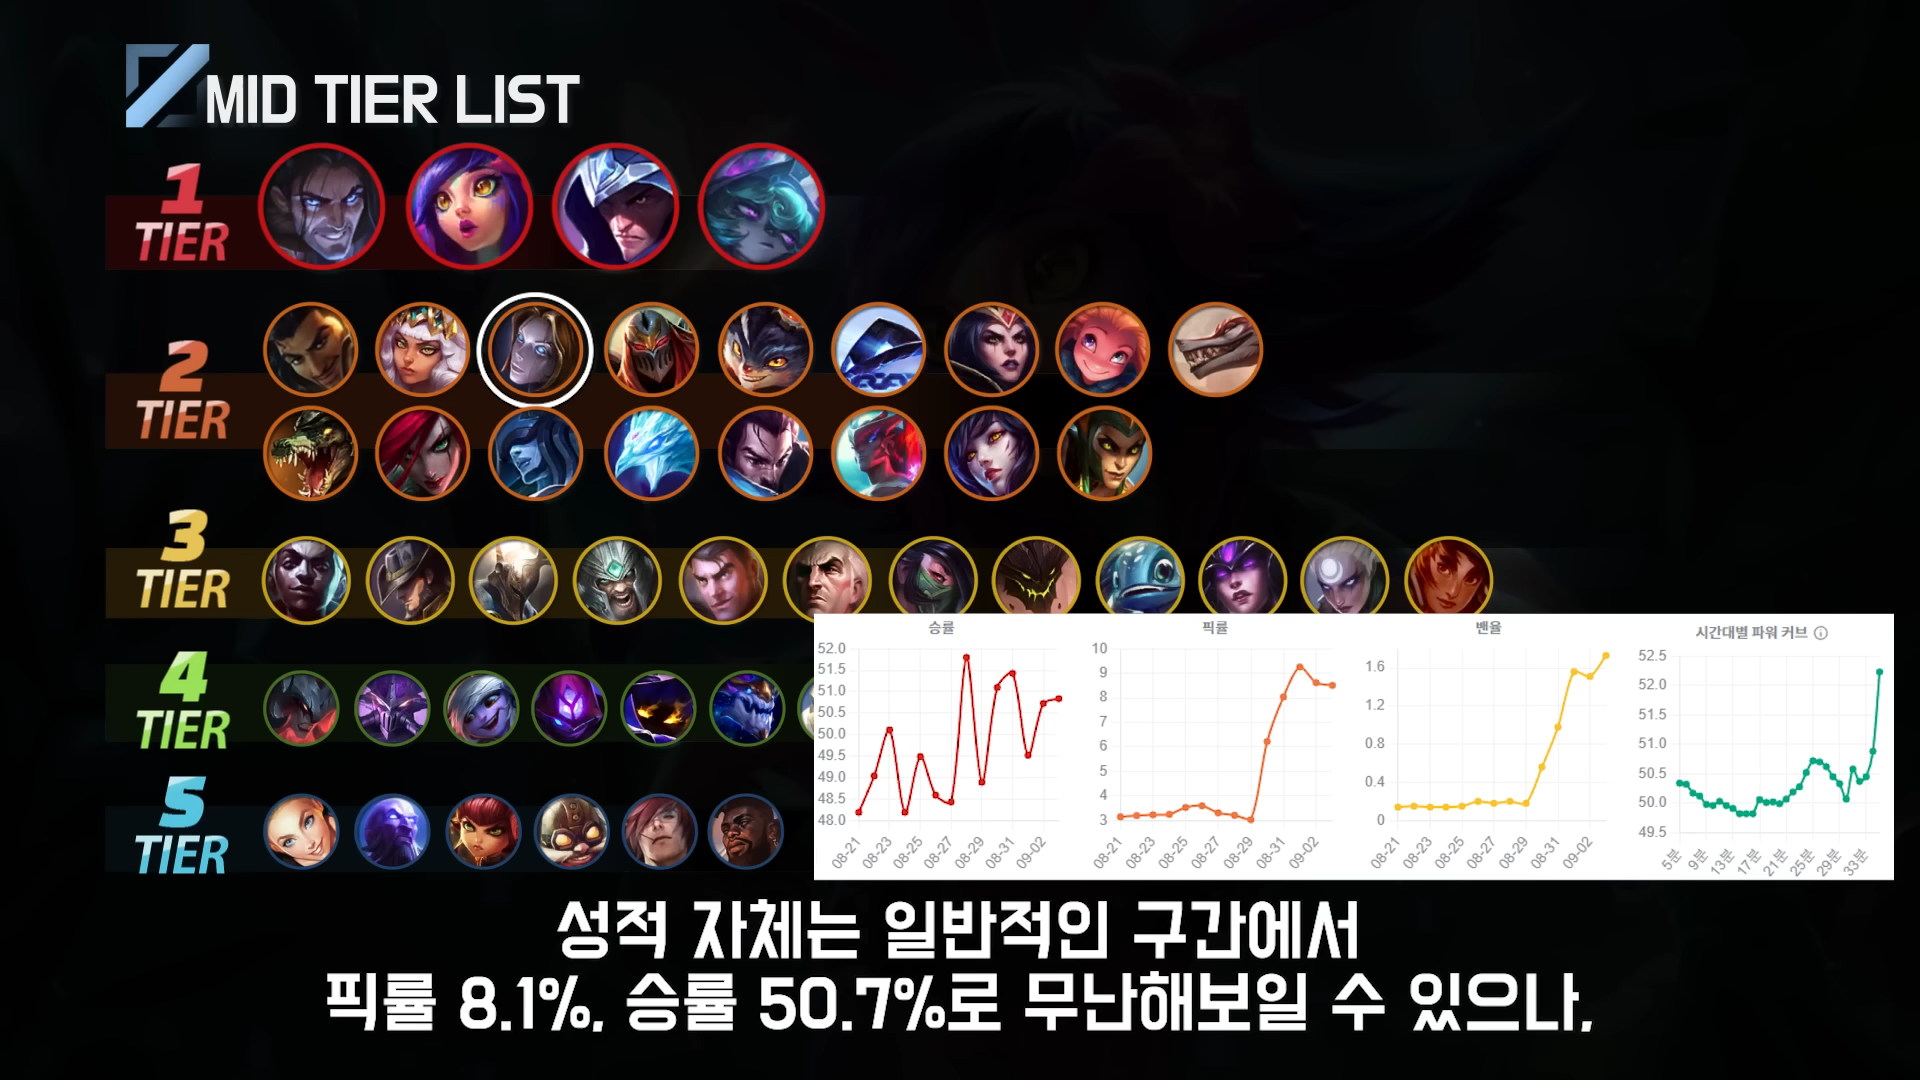 MID TIER LIST
1
TIER
2
TIER
3
TIER
4
TIER
5
TIER
승률
52.0
51.5
51.0
50.5
50.0
49.5
49.0
48.5
48.0
08-21
08-23
08-25
08-27
08-29
08-31
09-02
픽률
10
9
8
7
6
5
4
3
08-21
08-23
08-25
08-27
08-29
08-31
09-02
밴율
1.6
1.2
0.8
0.4
0
08-21
08-23
08-25
08-27
08-29
08-31
09-02
시간대별 파워 커브
52.5
52.0
51.5
51.0
50.5
50.0
49.5
5분
9분
13분
17분
21분
25분
29분
33분
성적 자체는 일반적인 구간에서
픽률 8.1%, 승률 50.7%로 무난해보일 수 있으나,